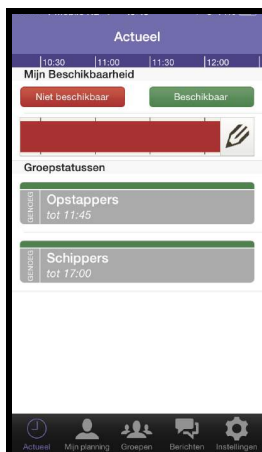 Actueel
10:30 11:00 11:30 12:00
Mijn Beschikbaarheid
Niet beschikbaar Beschikbaar
Groepstatussen
GENOEG
Opstappers
tot 11:45
GENOEG
Schippers
tot 17:00
Actueel Mijn planning Groepen Berichten Instellingen